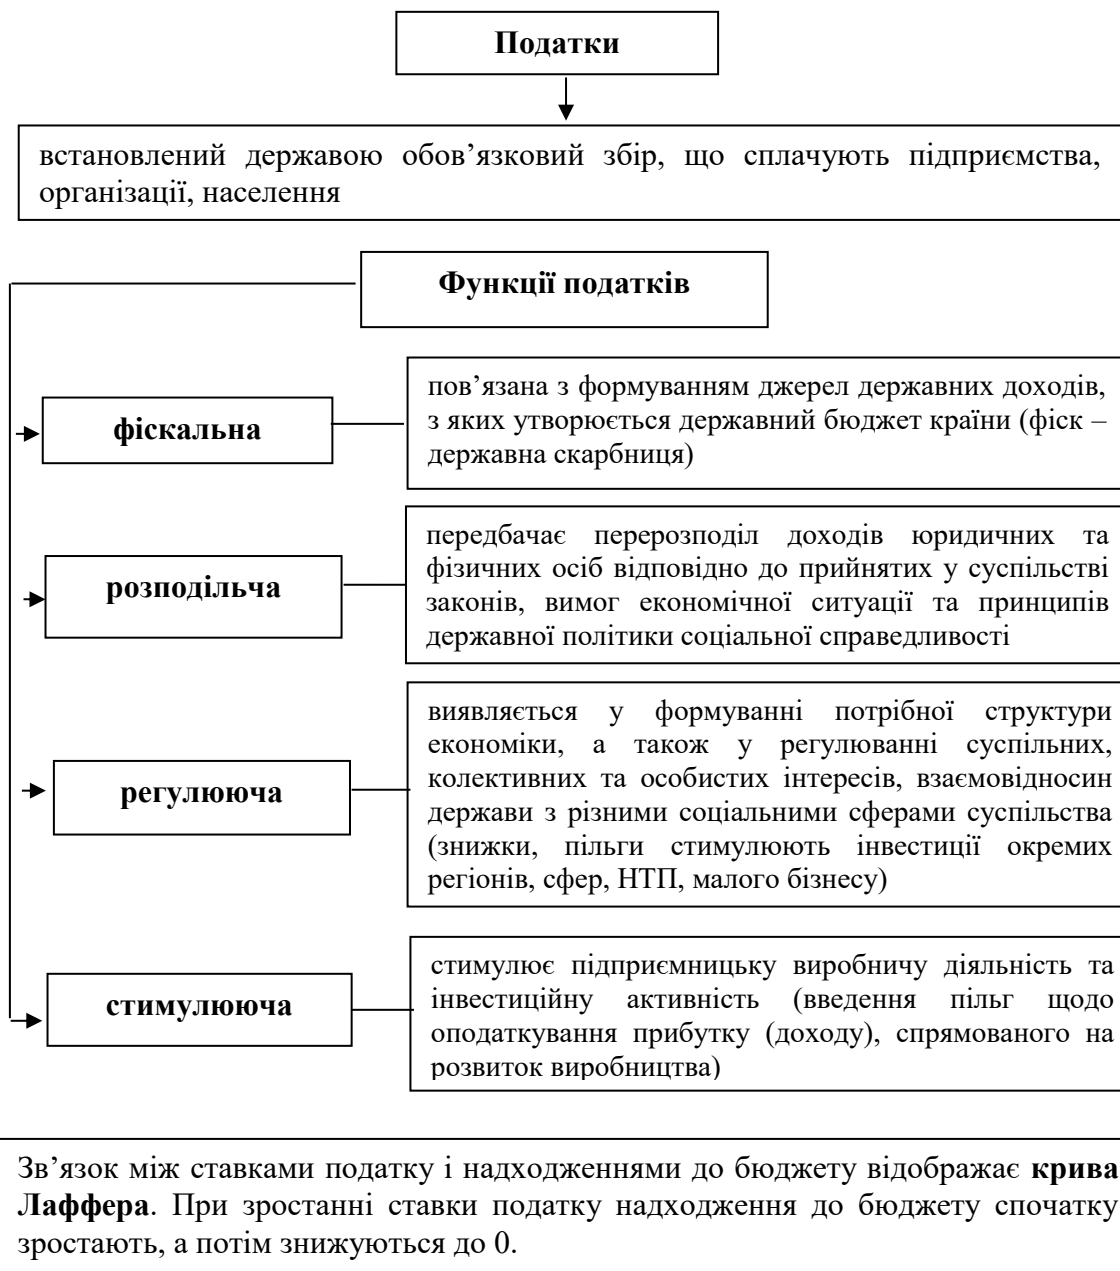 Податки
встановлений державою обов’язковий збір, що сплачують підприємства,
організації, населення
Функції податків
фіскальна
пов’язана з формуванням джерел державних доходів,
з яких утворюється державний бюджет країни (фіск –
державна скарбниця)
розподільча
передбачає перерозподіл доходів юридичних та
фізичних осіб відповідно до прийнятих у суспільстві
законів, вимог економічної ситуації та принципів
державної політики соціальної справедливості
регулююча
виявляється у формуванні потрібної структури
економіки, а також у регулюванні суспільних,
колективних та особистих інтересів, взаємовідносин
держави з різними соціальними сферами суспільства
(знижки, пільги стимулюють інвестиції окремих
регіонів, сфер, НТП, малого бізнесу)
стимулююча
стимулює підприємницьку виробничу діяльність та
інвестиційну активність (введення пільг щодо
оподаткування прибутку (доходу), спрямованого на
розвиток виробництва)
Зв’язок між ставками податку і надходженнями до бюджету відображає крива
Лаффера. При зростанні ставки податку надходження до бюджету спочатку
зростають, а потім знижуються до 0.